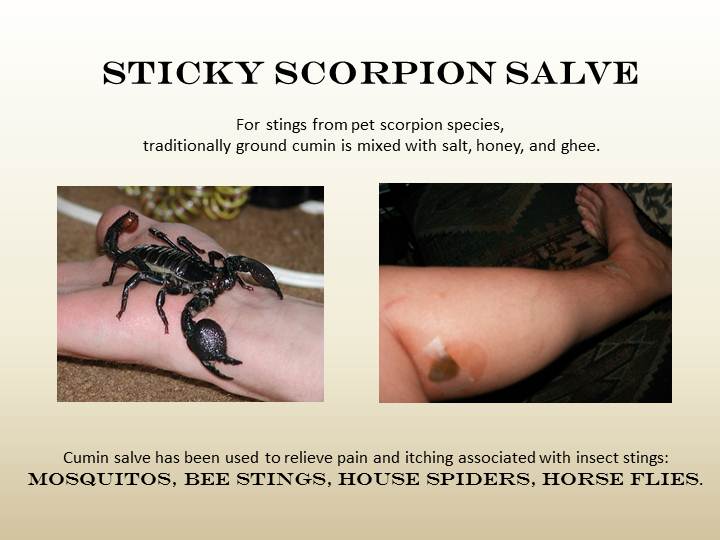 STICKY SCORPION SALVE
For stings from pet scorpion species,
traditionally ground cumin is mixed with salt, honey, and ghee.
Cumin salve has been used to relieve pain and itching associated with insect stings:
MOSQUITOS, BEE STINGS, HOUSE SPIDERS, HORSE FLIES.